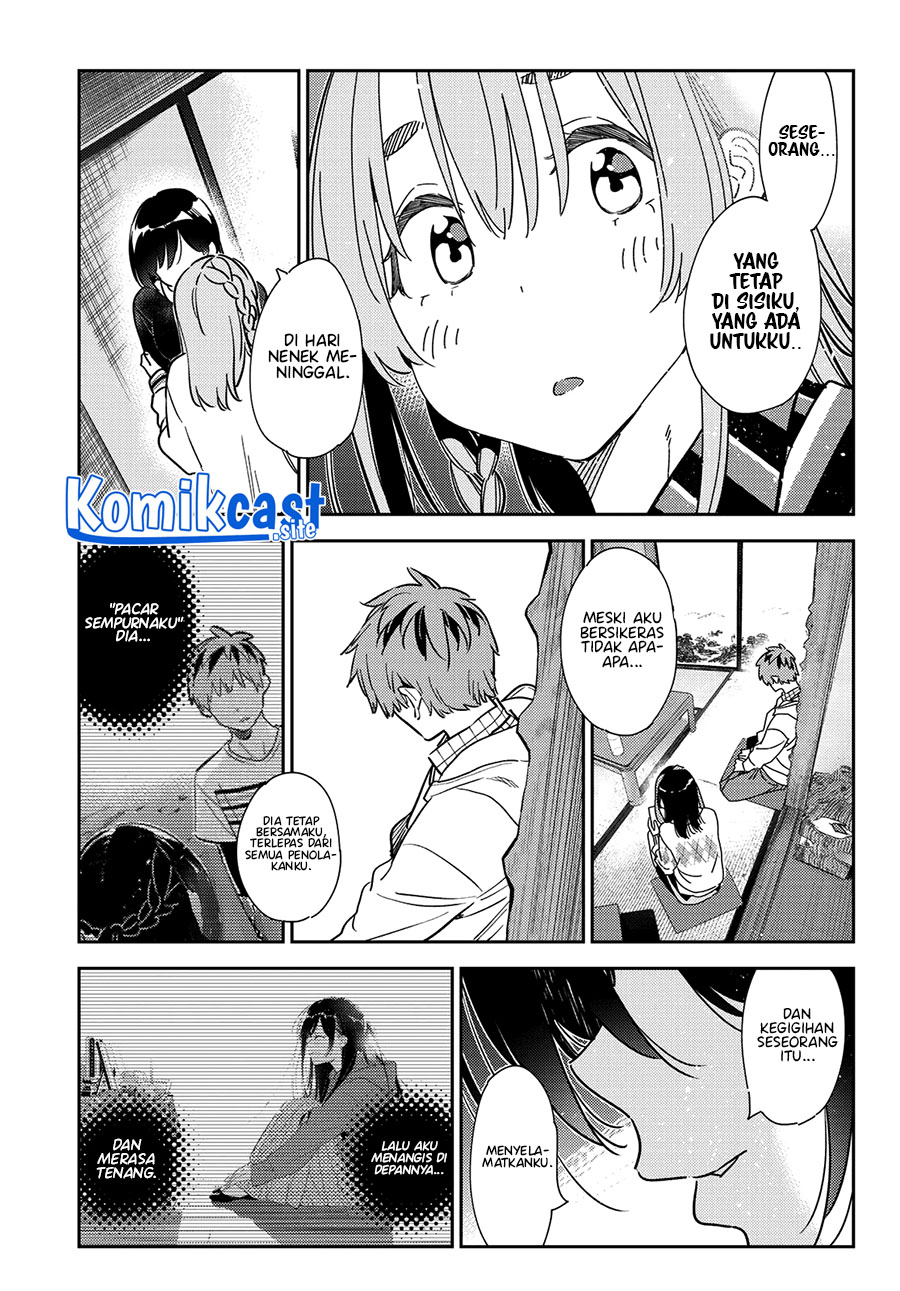 SESE-
ORANG...
YANG
TETAP
DI SISIKU,
YANG ADA
UNTUKKU..
DI HARI
NENEK ME-
NINGGAL.
Komikcast
.site
MESKI AKU
BERSIKERAS
TIDAK APA-
APA...
"PACAR
SEMPURNAKU"
DIA...
DIA TETAP
BERSAMAKU,
TERLEPAS DARI
SEMUA PENOLA-
KANKU.
DAN
KEGIGIHAN
SESEORANG
ITU...
MENYELA-
MATKANKU.
LALU AKU
MENANGIS DI
DEPANNYA...
DAN
MERASA
TENANG.